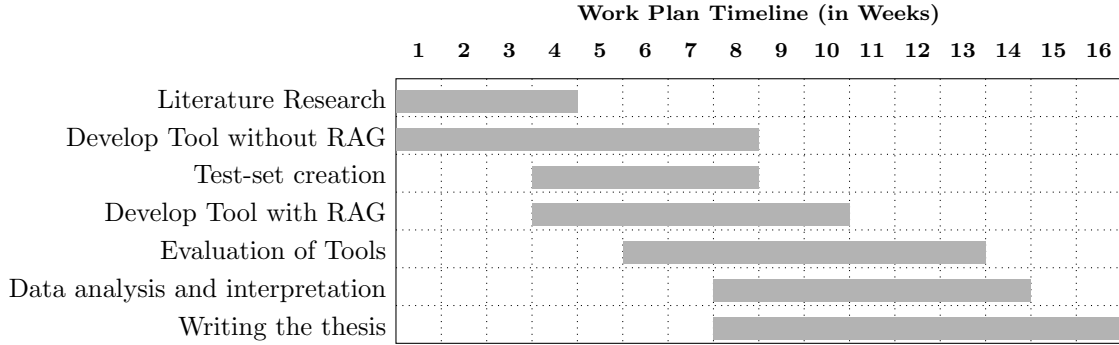 Work Plan Timeline (in Weeks)
1 2 3 4 5 6 7 8 9 10 11 12 13 14 15 16
Literature Research
Develop Tool without RAG
Test-set creation
Develop Tool with RAG
Evaluation of Tools
Data analysis and interpretation
Writing the thesis